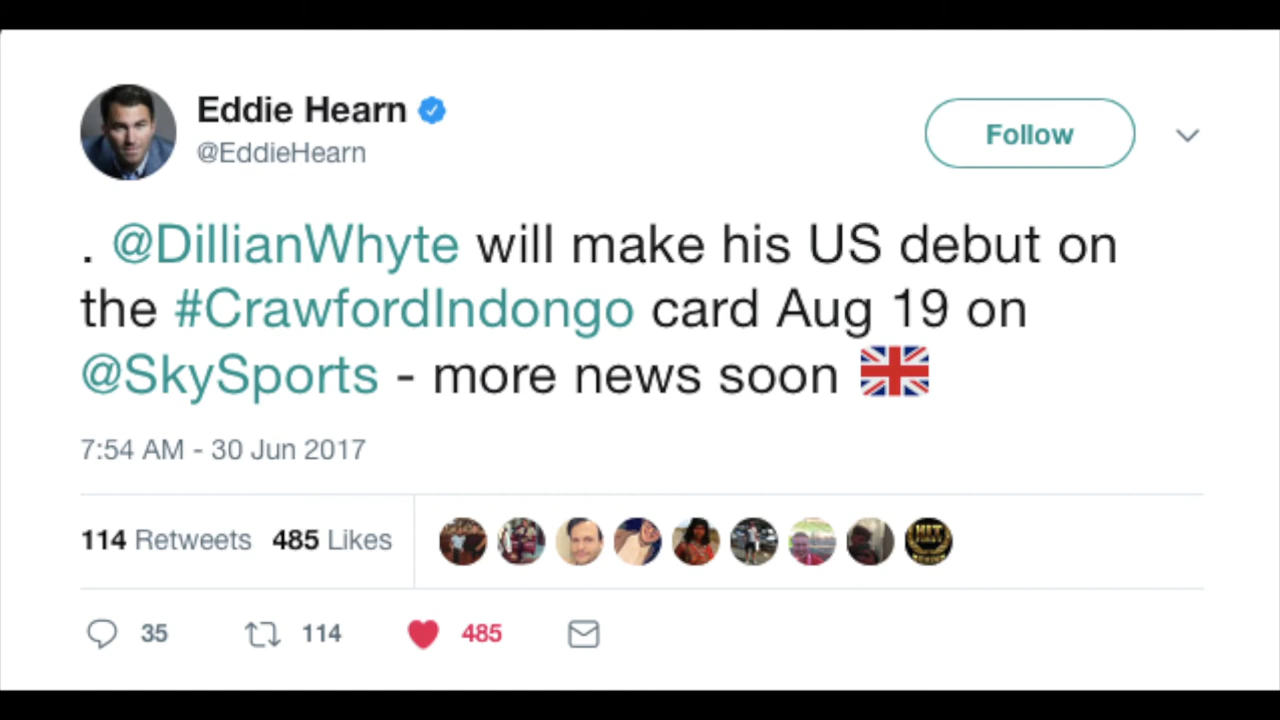 Eddie Hearn
@EddieHearn
Follow
. @DillianWhyte will make his US debut on
the #CrawfordIndongo card Aug 19 on
@SkySports - more news soon 🇬🇧
7:54 AM - 30 Jun 2017
114 Retweets 485 Likes
35 114 485